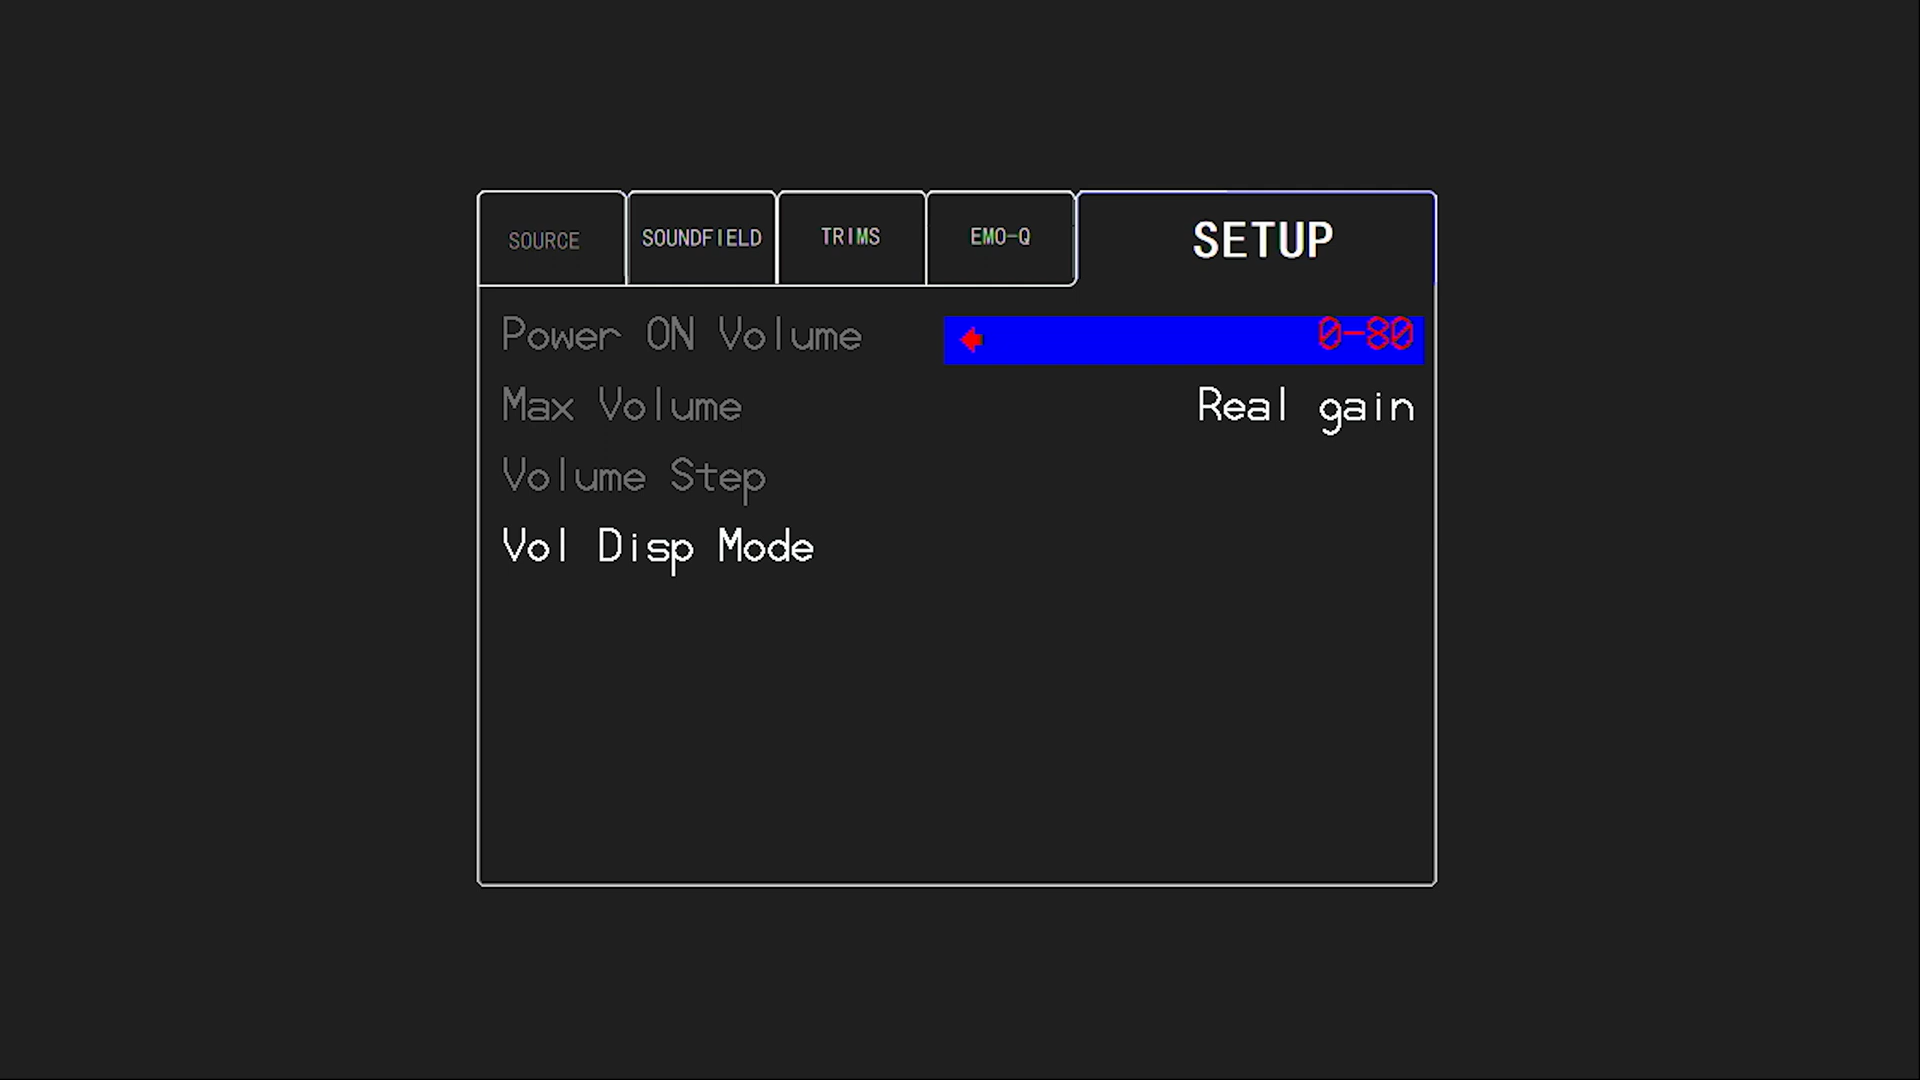 SOURCE SOUNDFIELD TRIMS EMO-Q SETUP
Power ON Volume 0-80
Max Volume Real gain
Volume Step
Vol Disp Mode